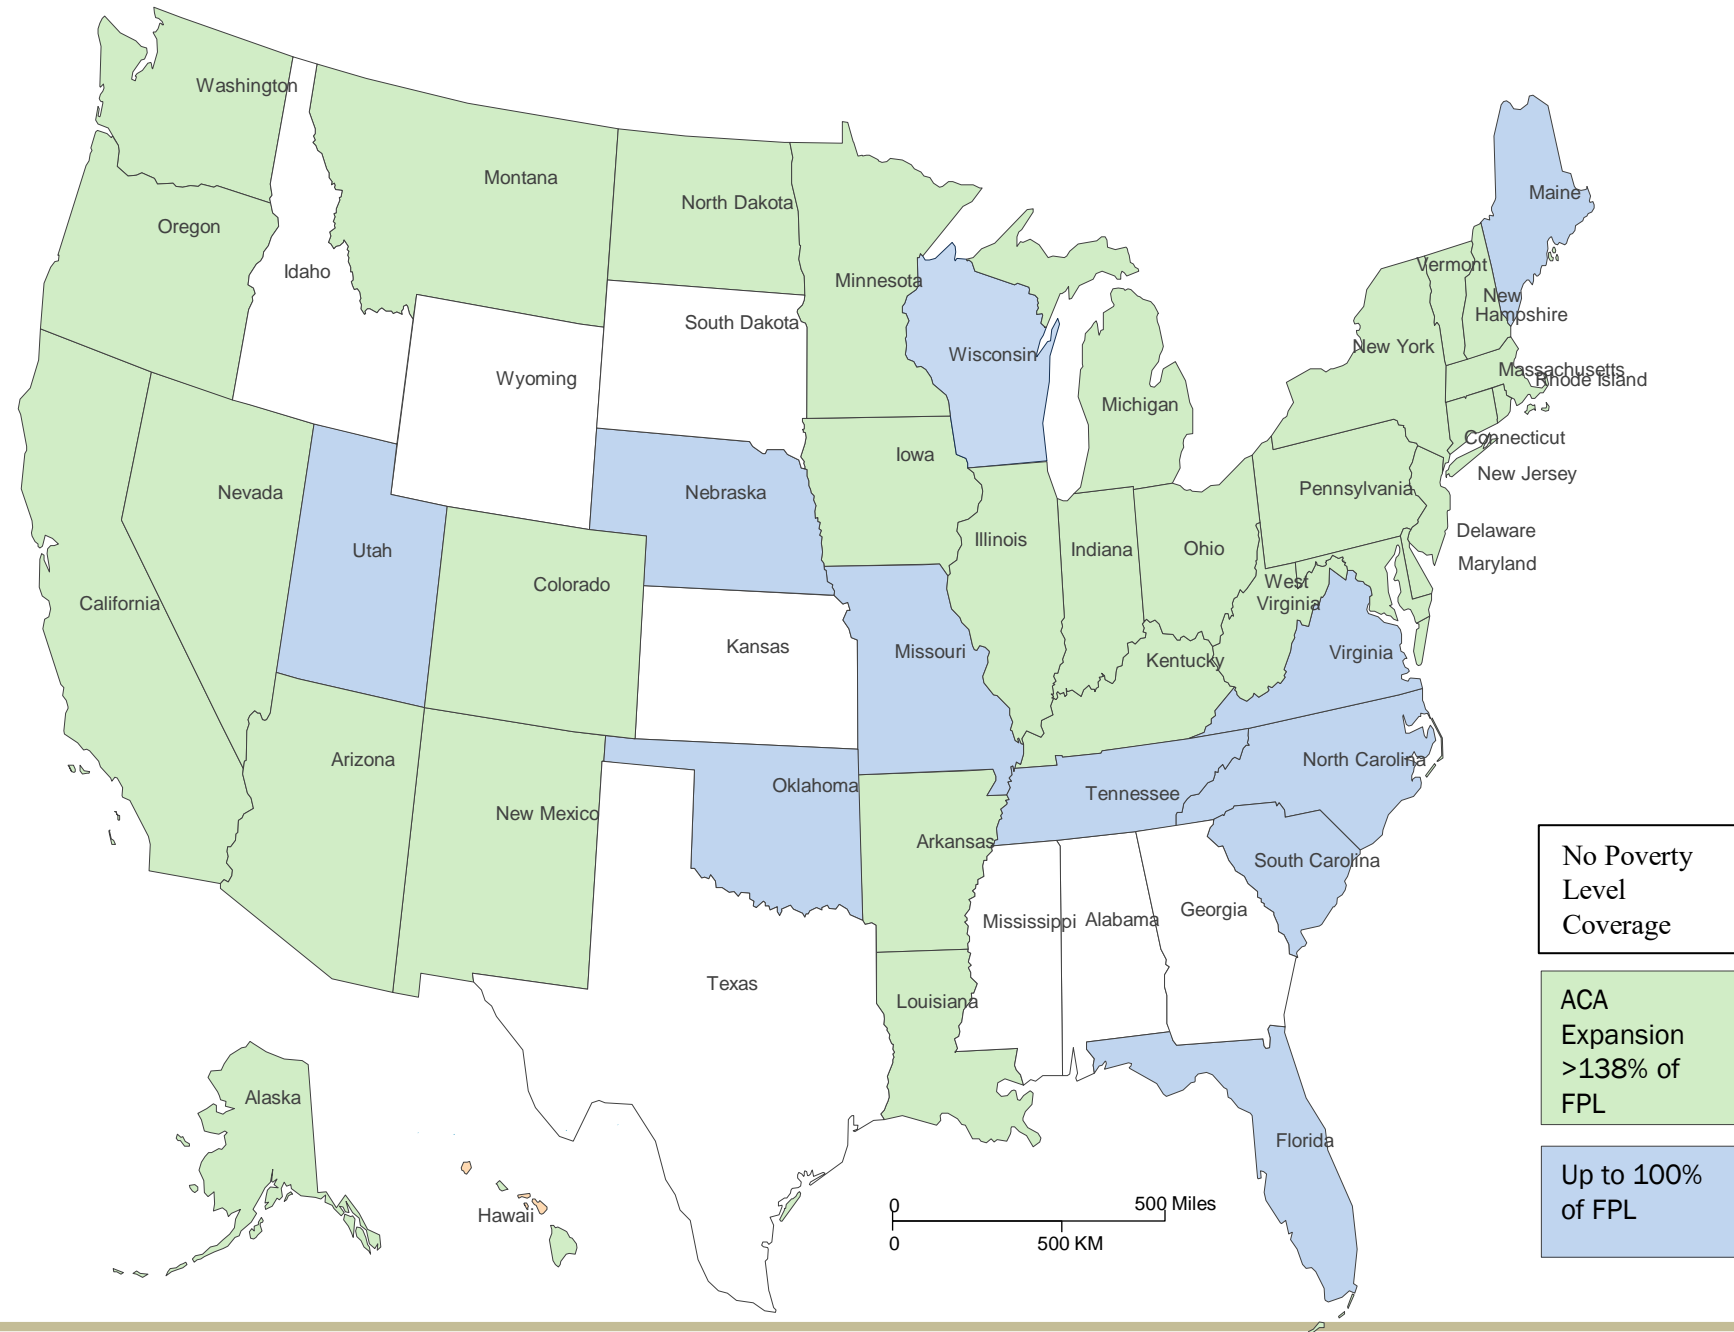 Washington
Montana
North Dakota
Maine
Oregon
Idaho
Minnesota
Vermont
New
Hampshire
South Dakota
New York
Wisconsin
Massachusetts
Rhode Island
Wyoming
Michigan
Iowa
Connecticut
New Jersey
Nevada
Nebraska
Pennsylvania
Delaware
Utah
Illinois
Indiana
Ohio
Maryland
Colorado
West
Virginia
California
Kansas
Missouri
Kentucky
Virginia
Arizona
North Carolina
Oklahoma
Tennessee
New Mexico
Arkansas
South Carolina
Mississippi
Alabama
Georgia
Texas
Louisiana
Alaska
Florida
Hawaii
0
500 Miles
0
500 KM
No Poverty
Level
Coverage
ACA
Expansion
>138% of
FPL
Up to 100%
of FPL